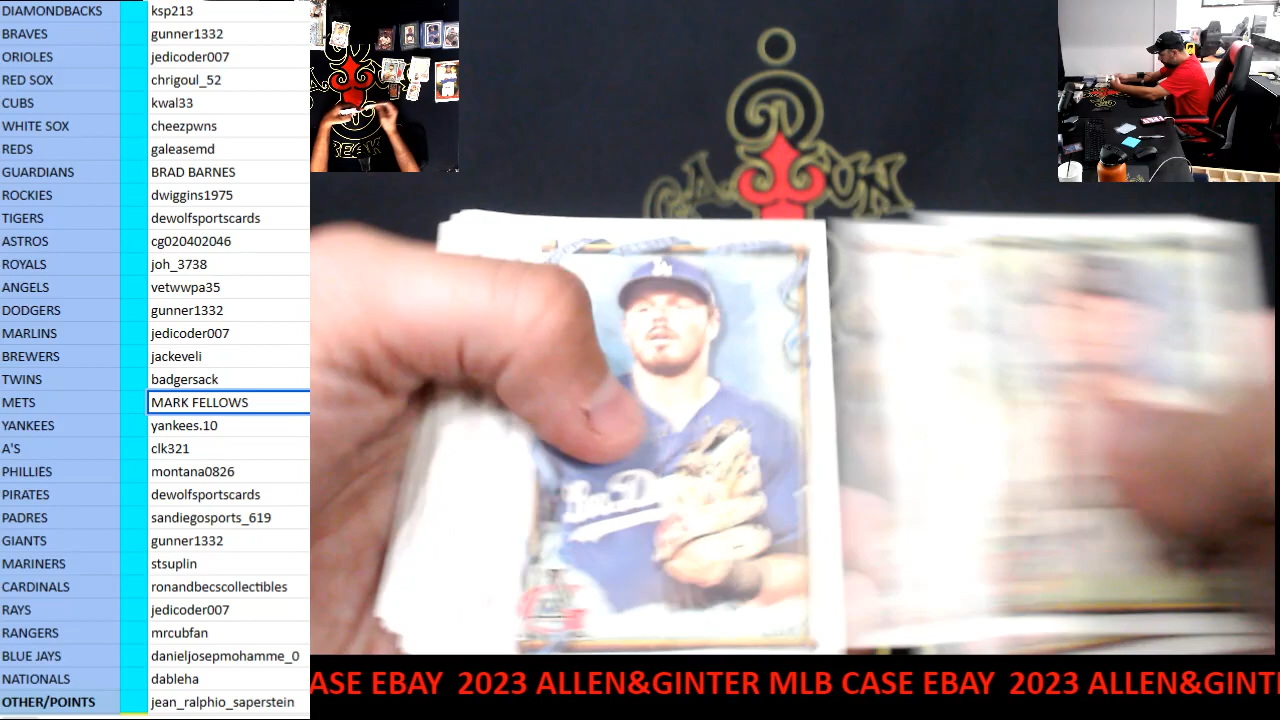 DIAMONDBACKS ksp213
BRAVES gunner1332
ORIOLES jedicoder007
RED SOX chrigoul_52
CUBS kwal33
WHITE SOX cheezpwns
REDS galeasemd
GUARDIANS BRAD BARNES
ROCKIES dwiggins1975
TIGERS dewolfsportscards
ASTROS cg020402046
ROYALS joh_3738
ANGELS vetwwpa35
DODGERS gunner1332
MARLINS jedicoder007
BREWERS jackeveli
TWINS badgersack
METS MARK FELLOWS
YANKEES yankees.10
A'S clk321
PHILLIES montana0826
PIRATES dewolfsportscards
PADRES sandiegosports_619
GIANTS gunner1332
MARINERS stsuplin
CARDINALS ronandbecscollectibles
RAYS jedicoder007
RANGERS mrcubfan
BLUE JAYS danieljosepmohamme_0
NATIONALS dableha
OTHER/POINTS jean_ralphio_saperstein
LA
ASE EBAY 2023 ALLEN&GINTER MLB CASE EBAY 2023 ALLEN&GINT